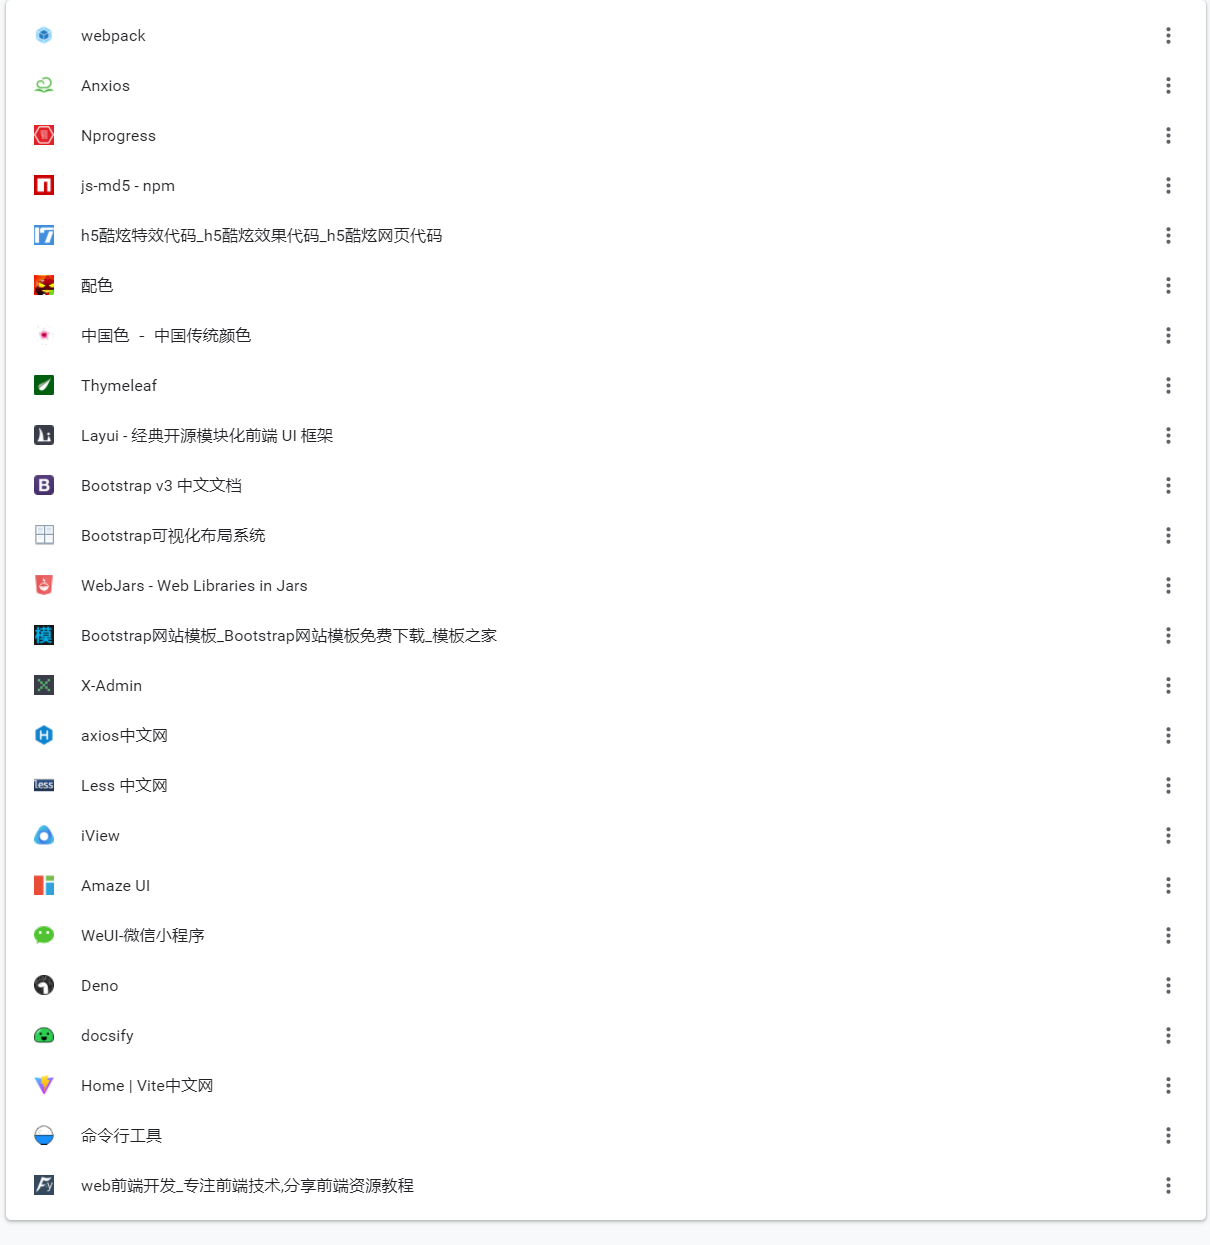 webpack
Anxios
Nprogress
js-md5 - npm
h5酷炫特效代码_h5酷炫效果代码_h5酷炫网页代码
配色
中国色 - 中国传统颜色
Thymeleaf
Layui - 经典开源模块化前端 UI 框架
Bootstrap v3 中文文档
Bootstrap可视化布局系统
WebJars - Web Libraries in Jars
Bootstrap网站模板_Bootstrap网站模板免费下载_模板之家
X-Admin
axios中文网
Less 中文网
iView
Amaze UI
WeUI-微信小程序
Deno
docsify
Home | Vite中文网
命令行工具
web前端开发_专注前端技术,分享前端资源教程